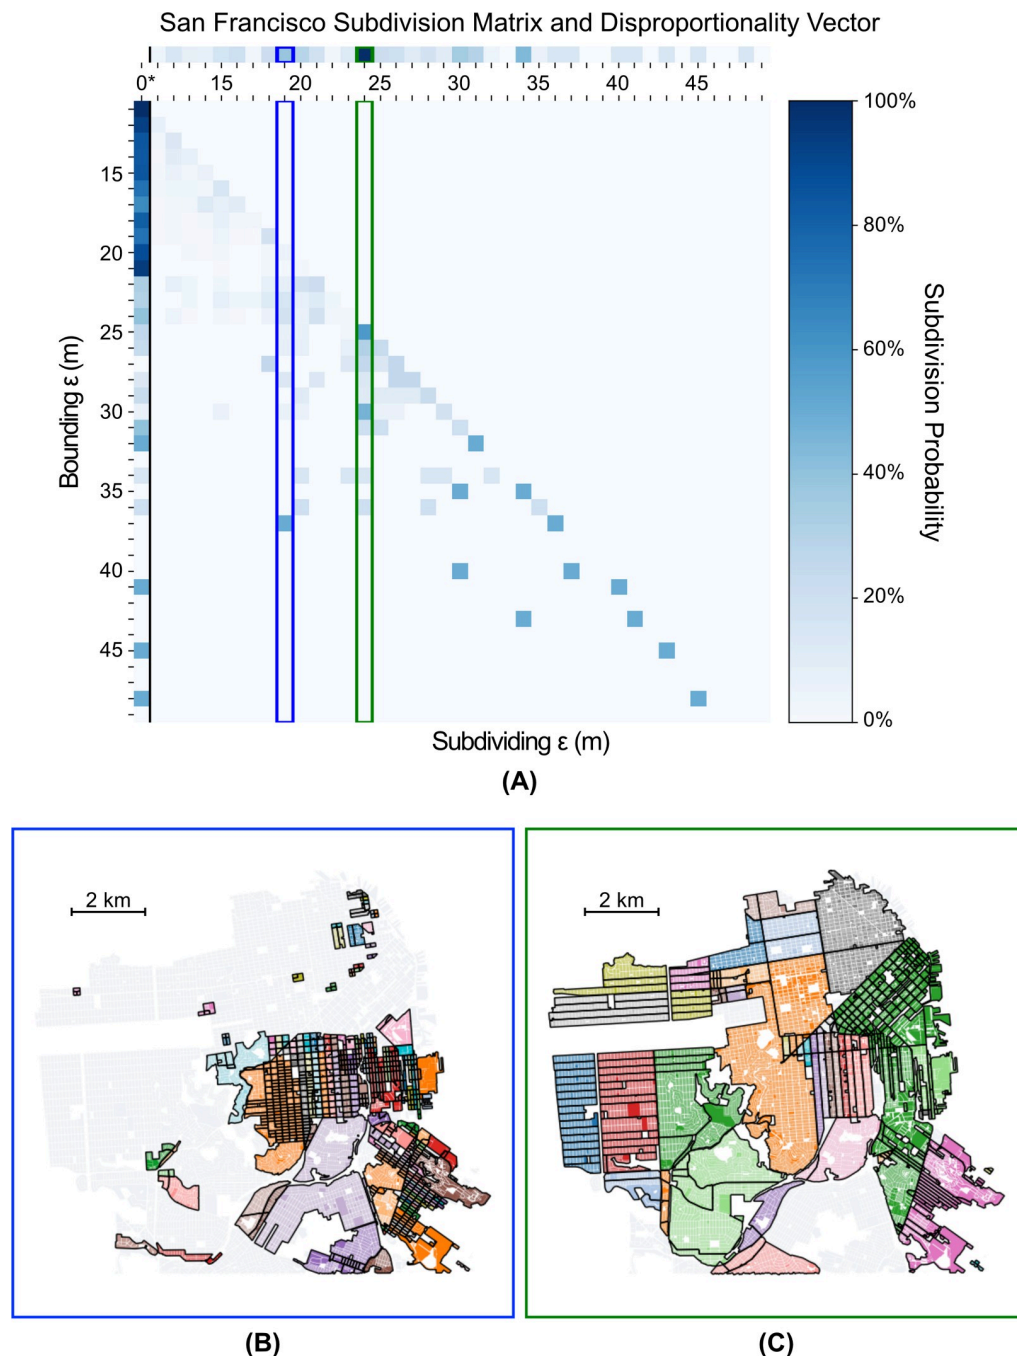 San Francisco Subdivision Matrix and Disproportionality Vector
0* 15 20 25 30 35 40 45
100%
80%
60%
40%
20%
0%
15
20
25
30
35
40
45
Bounding ε (m)
Subdivision Probability
Subdividing ε (m)
(A)
2 km
2 km
(B)
(C)